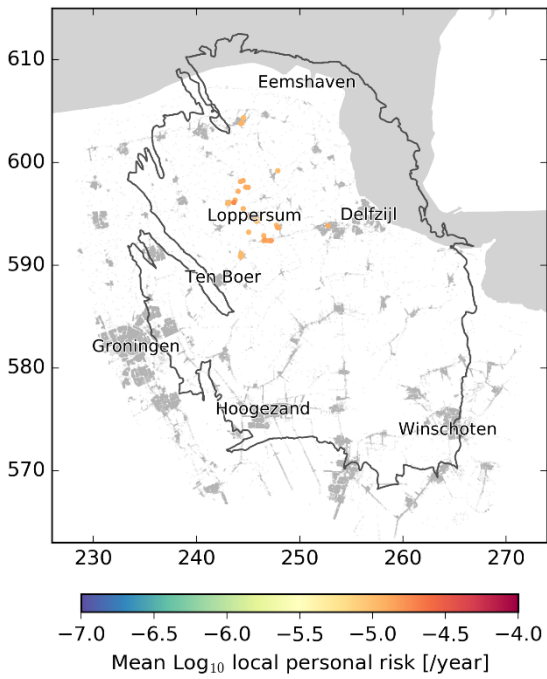 610
600
590
580
570
Eemshaven
Loppersum
Delfzijl
Ten Boer
Groningen
Hoogezand
Winschoten
230 240 250 260 270
−7.0 −6.5 −6.0 −5.5 −5.0 −4.5 −4.0
Mean Log₁₀ local personal risk [/year]